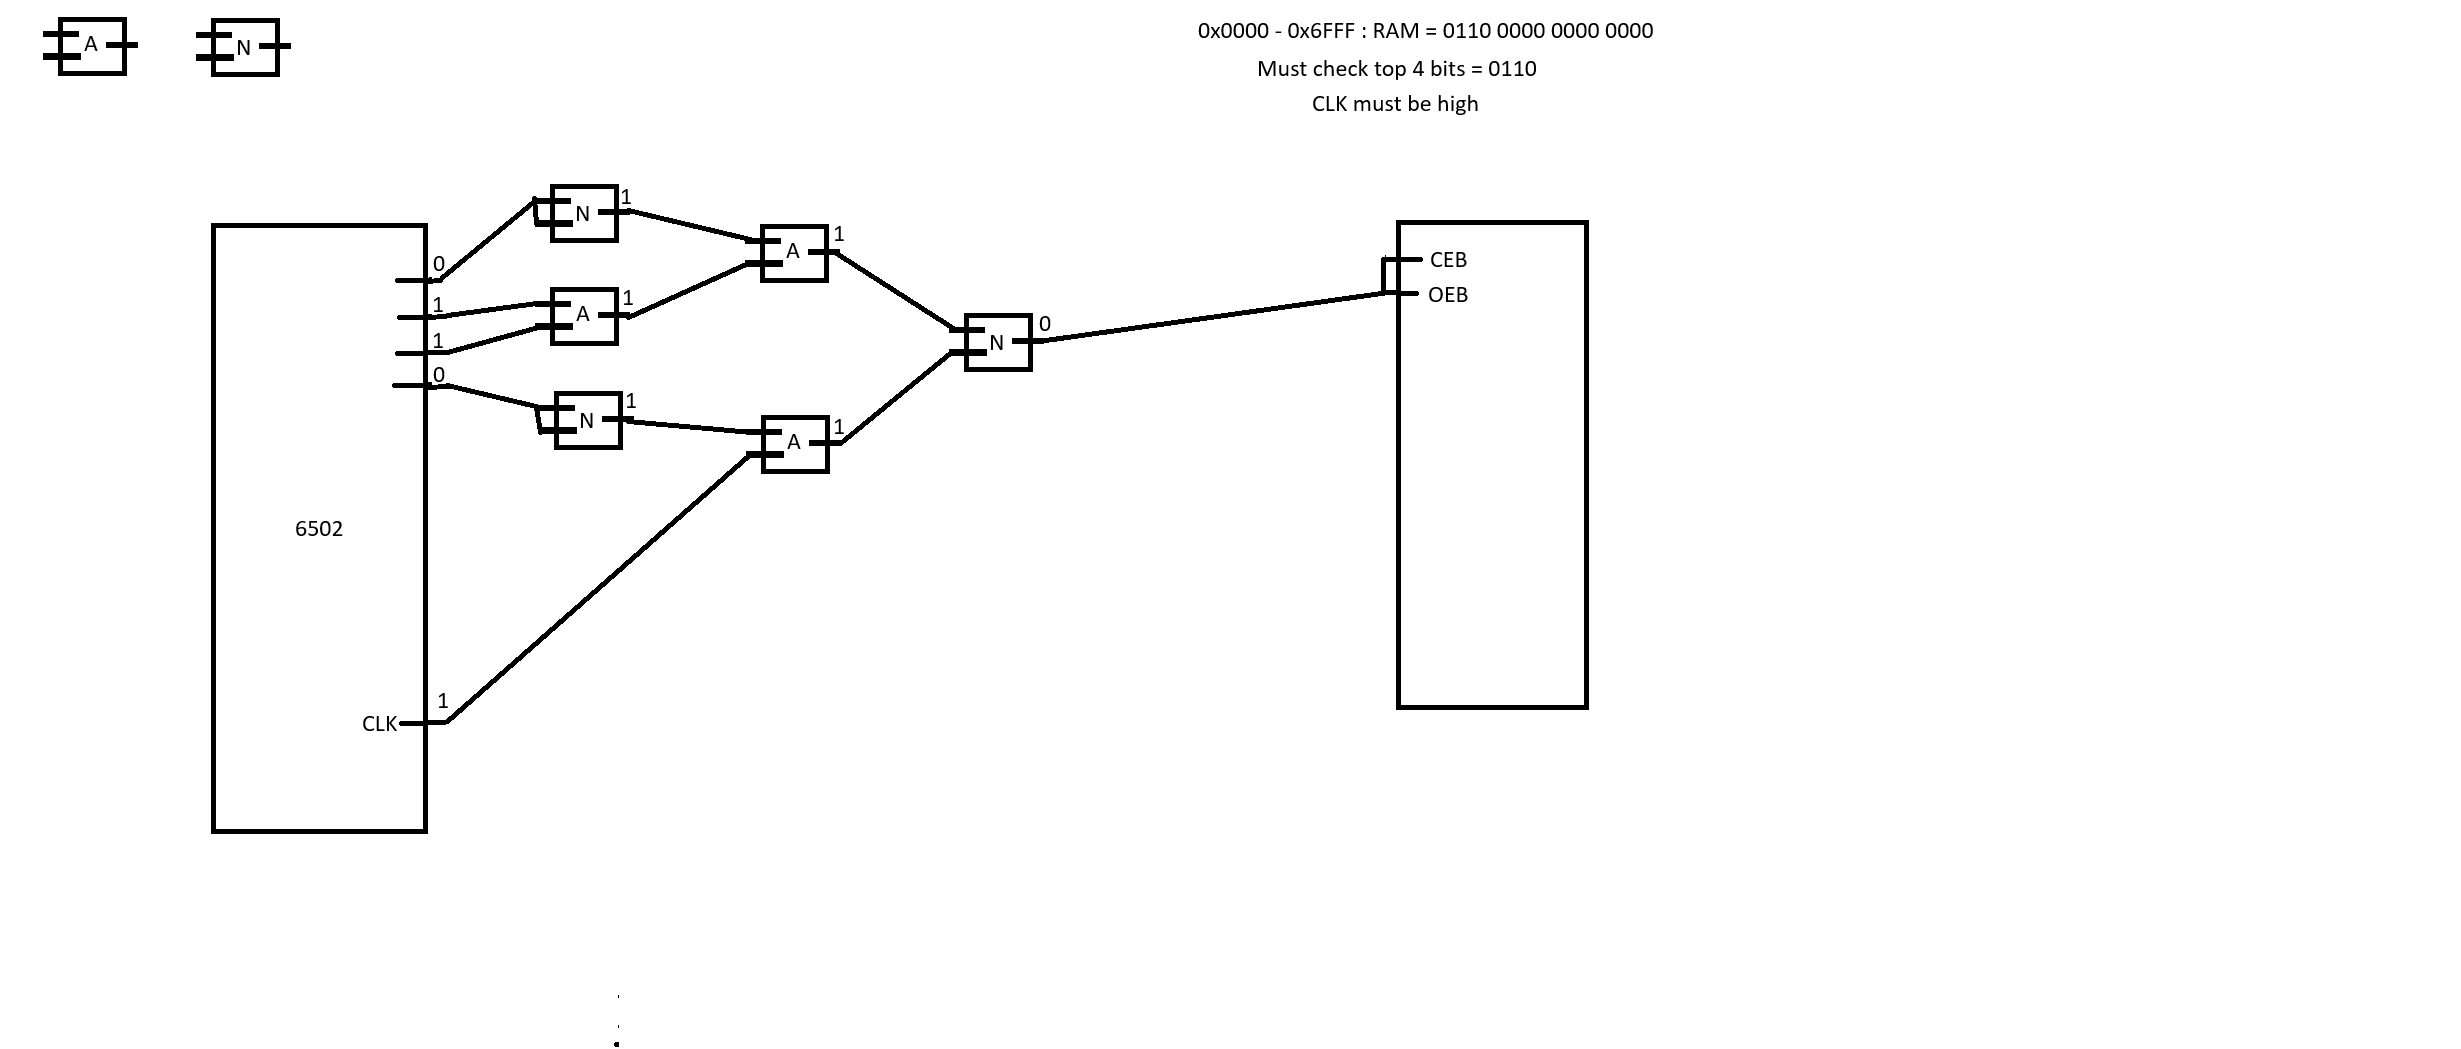 A
N
0x0000 - 0x6FFF : RAM = 0110 0000 0000 0000
Must check top 4 bits = 0110
CLK must be high
N
1
A
1
0
1
A
1
1
0
N
1
A
1
N
0
CEB
OEB
6502
CLK
1